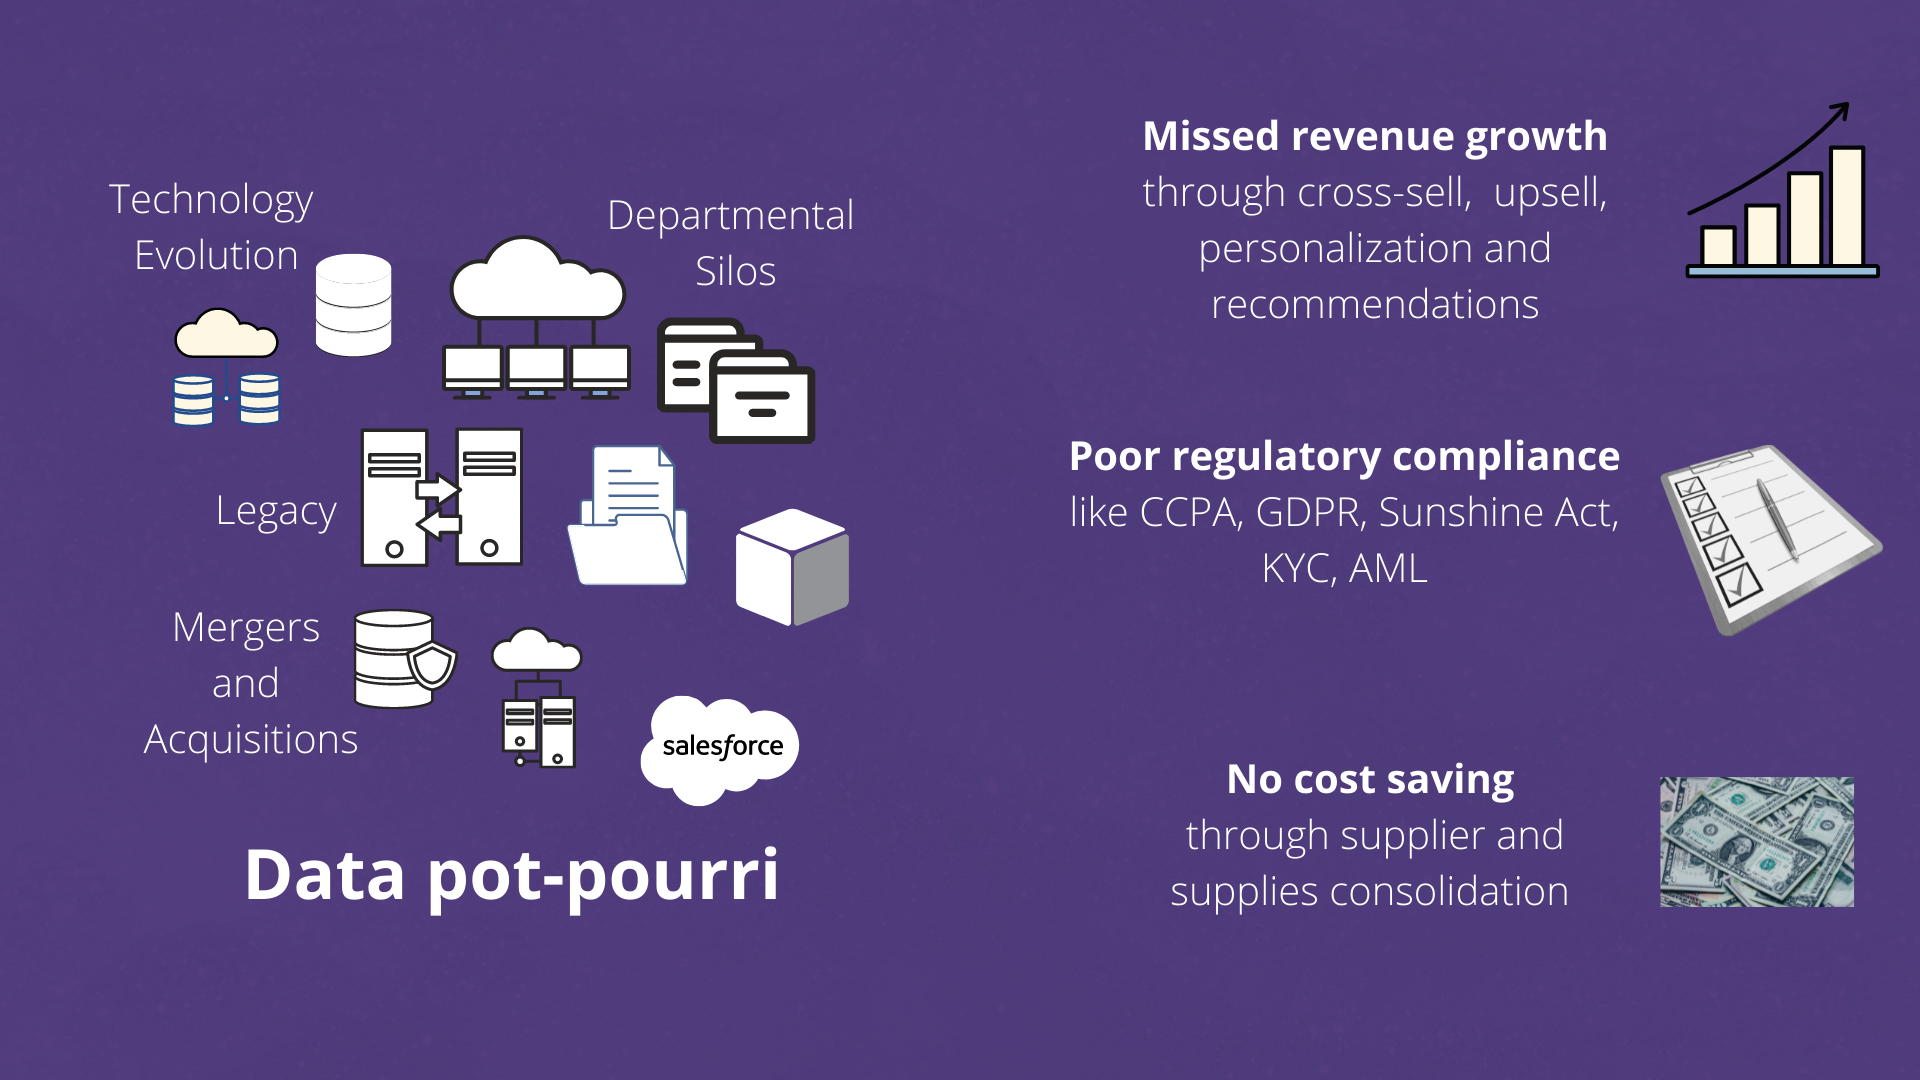 Technology
Evolution
Departmental
Silos
Legacy
Mergers
and
Acquisitions
salesforce
Data pot-pourri
Missed revenue growth
through cross-sell,  upsell,
personalization and
recommendations
Poor regulatory compliance
like CCPA, GDPR, Sunshine Act,
KYC, AML
No cost saving
through supplier and
supplies consolidation